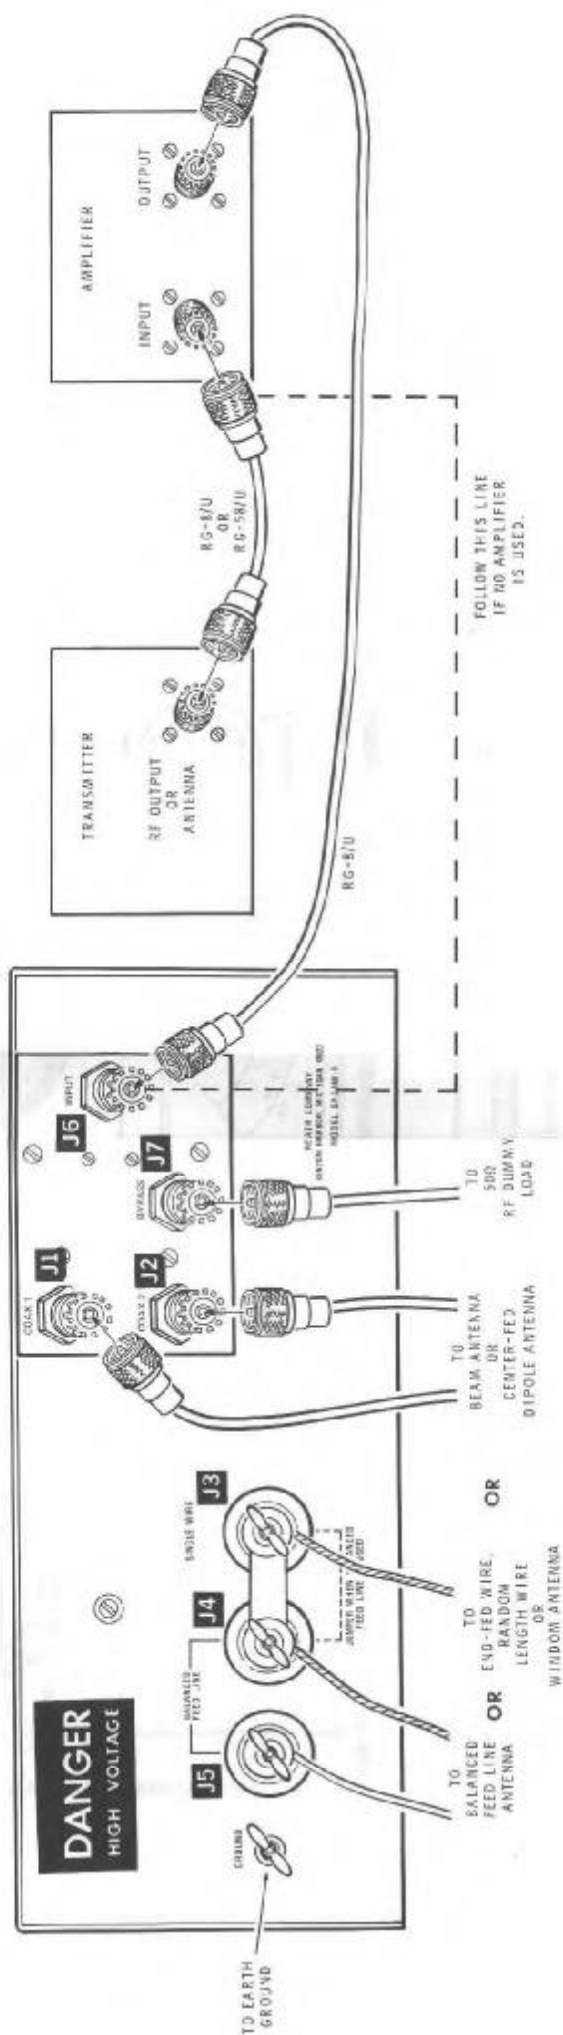 DANGER
HIGH VOLTAGE
TO EARTH
GROUND
GROUND
J5
BALANCED
FEED LINE
J4
J3
SINGLE WIRE
JUMPER WHEN BALANCED
FEED LINE USED
TO
BALANCED
FEED LINE
ANTENNA
OR
TO
END-FED WIRE,
RANDOM
LENGTH WIRE
OR
WINDOM ANTENNA
OR
COAX 1
J1
COAX 2
J2
J6
INPUT
J7
BYPASS
HEATH COMPANY
BENTON HARBOR, MICHIGAN 49022
TO
BEAM ANTENNA
OR
CENTER-FED
DIPOLE ANTENNA
TO
50Ω
RF DUMMY
LOAD
RG-8/U
TRANSMITTER
RF OUTPUT
OR
ANTENNA
RG-8/U
OR
RG-58/U
AMPLIFIER
INPUT
OUTPUT
FOLLOW THIS LINE
IF NO AMPLIFIER
IS USED.